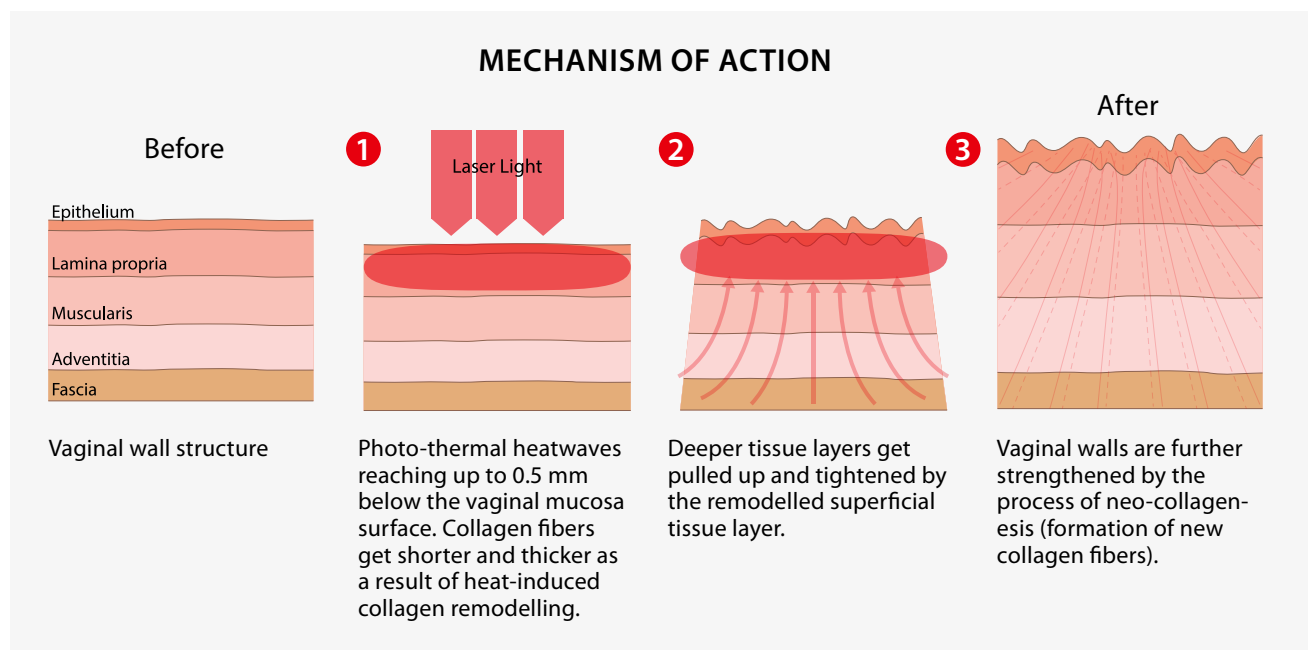 MECHANISM OF ACTION
Before
Epithelium
Lamina propria
Muscularis
Adventitia
Fascia
Vaginal wall structure
1
Laser Light
Photo-thermal heatwaves
reaching up to 0.5 mm
below the vaginal mucosa
surface. Collagen fibers
get shorter and thicker as
a result of heat-induced
collagen remodelling.
2
Deeper tissue layers get
pulled up and tightened by
the remodelled superficial
tissue layer.
3
After
Vaginal walls are further
strengthened by the
process of neo-collagen-
esis (formation of new
collagen fibers).